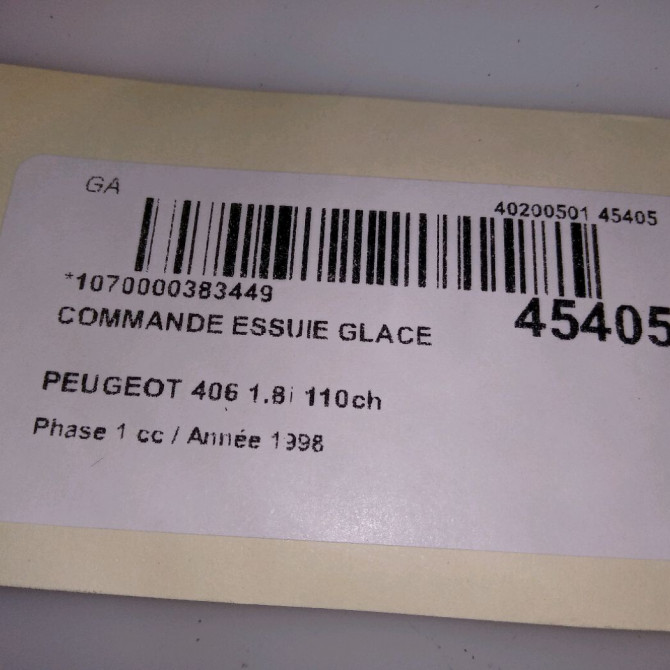 GA
40200501 45405
*1070000383449
45405
COMMANDE ESSUIE GLACE
PEUGEOT 406 1.8i 110ch
Phase 1 cc / Année 1998